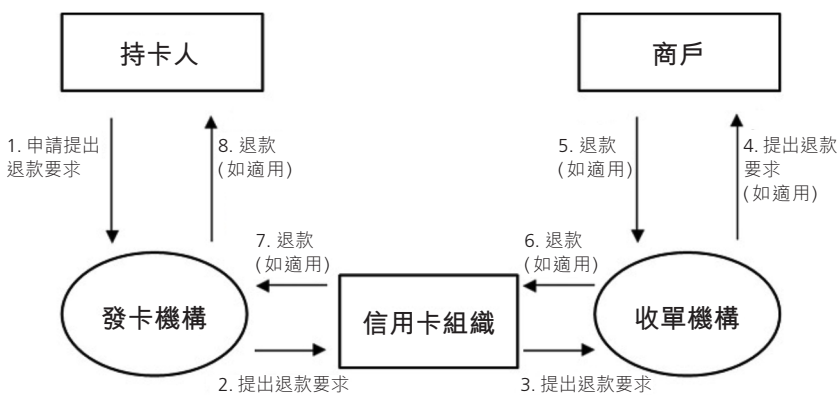 持卡人
商戶
1. 申請提出
退款要求
8. 退款
(如適用)
5. 退款
(如適用)
4. 提出退款
要求
(如適用)
7. 退款
(如適用)
6. 退款
(如適用)
發卡機構
信用卡組織
收單機構
2. 提出退款要求
3. 提出退款要求